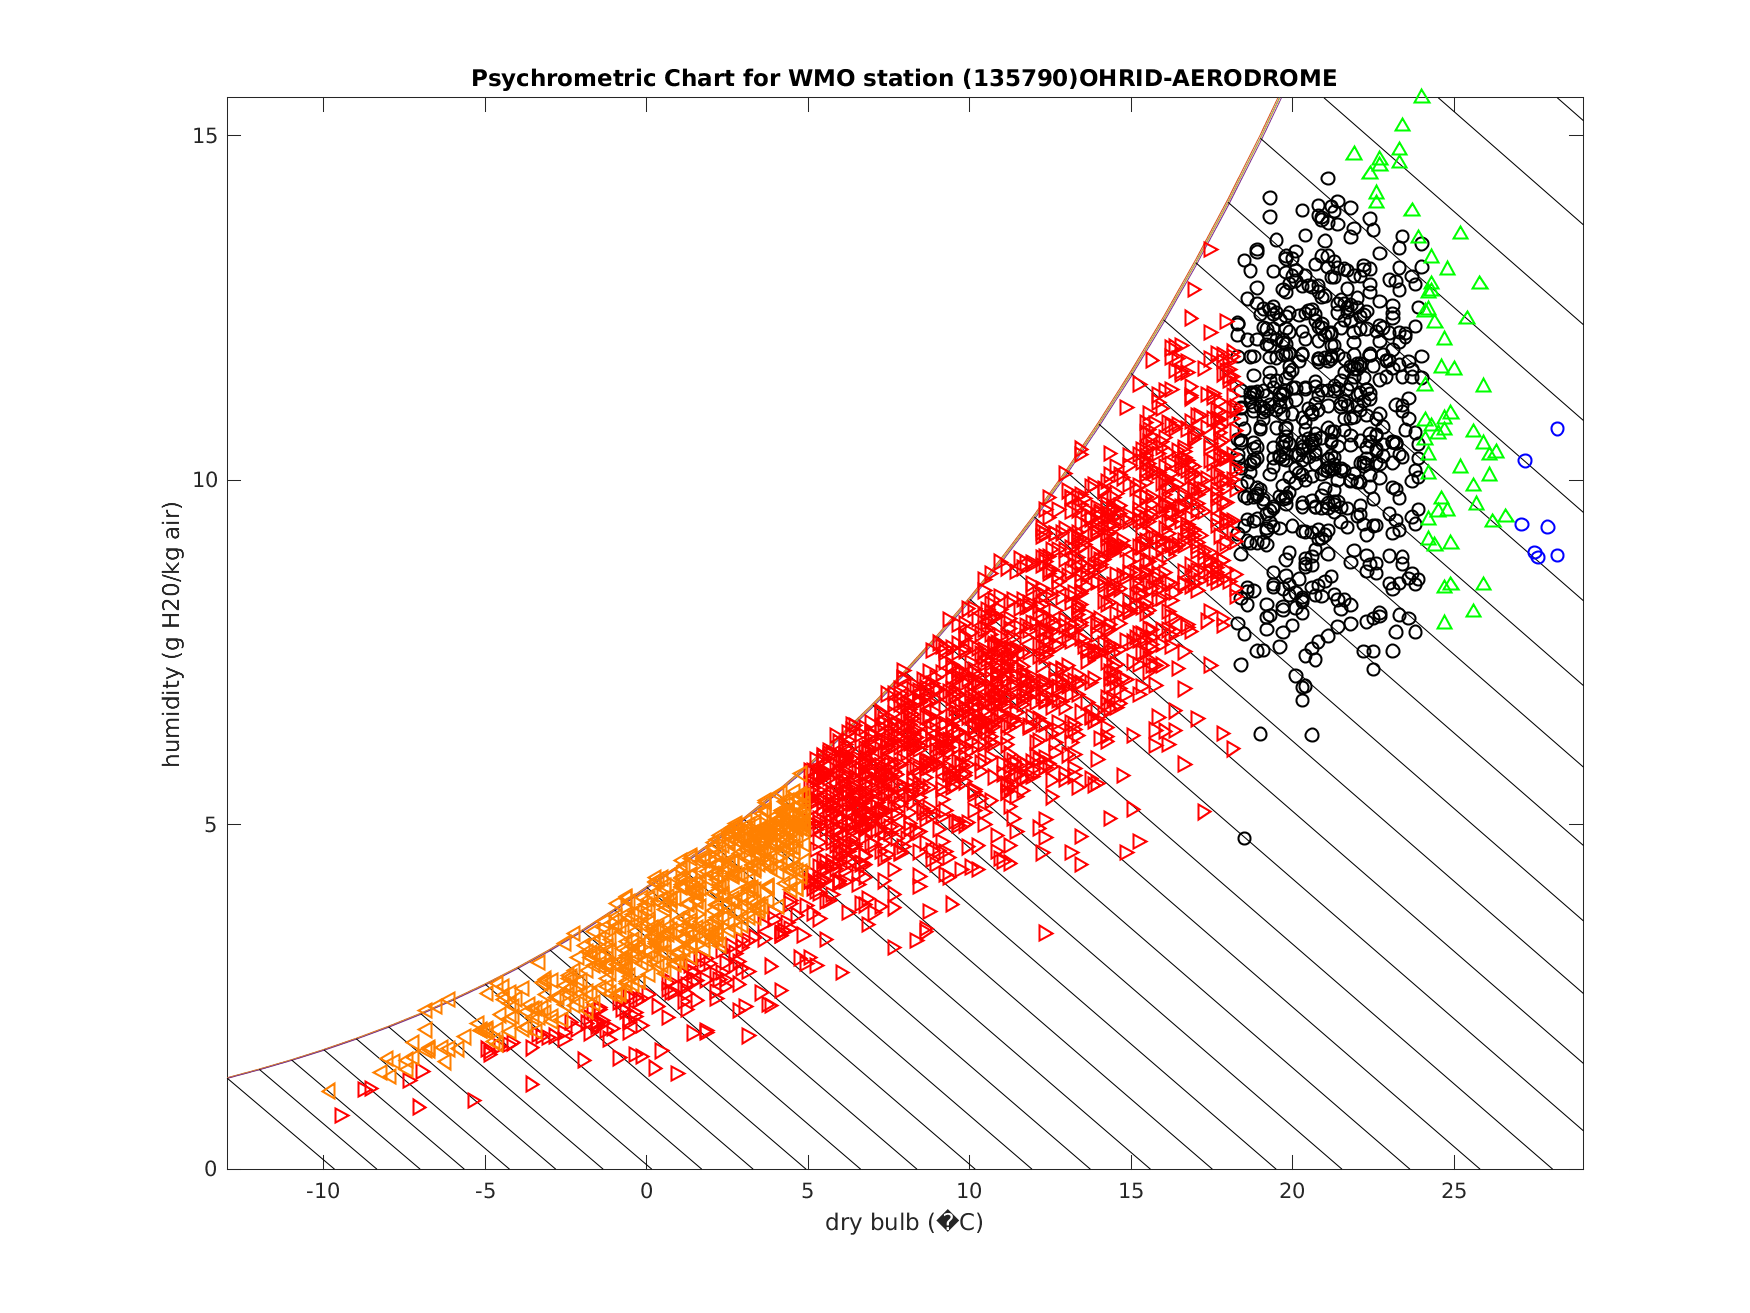 Psychrometric Chart for WMO station (135790)OHRID-AERODROME
15
10
5
0
humidity (g H20/kg air)
-10 -5 0 5 10 15 20 25
dry bulb (�C)